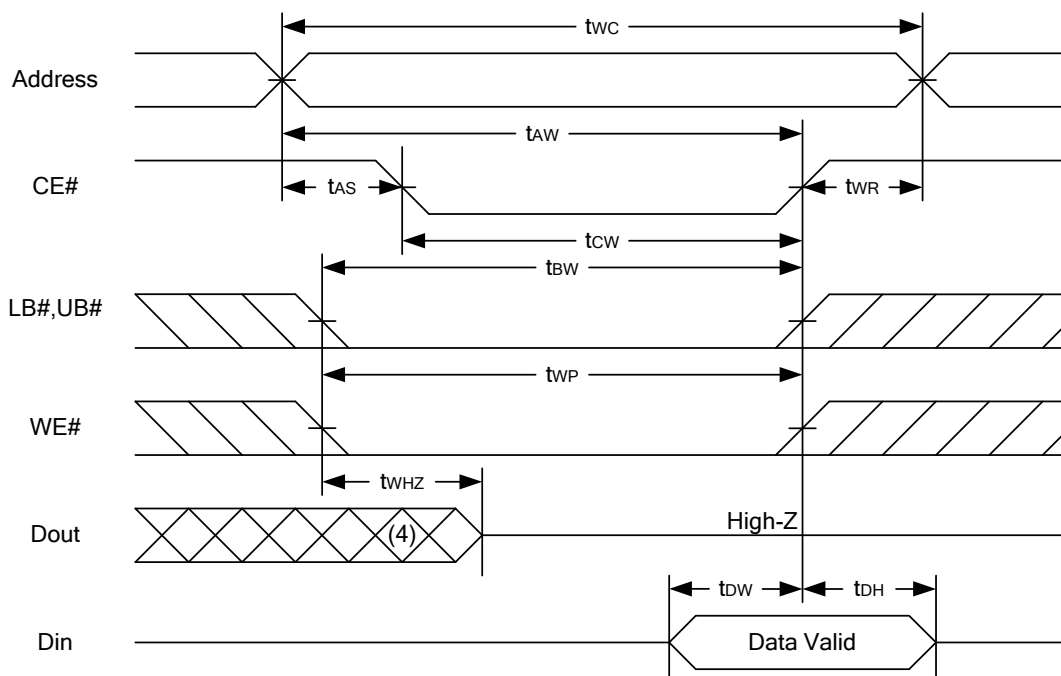 tWC
Address
tAW
CE#
tAS
tWR
tCW
tBW
LB#,UB#
tWP
WE#
tWHZ
Dout
(4)
High-Z
tDW
tDH
Din
Data Valid